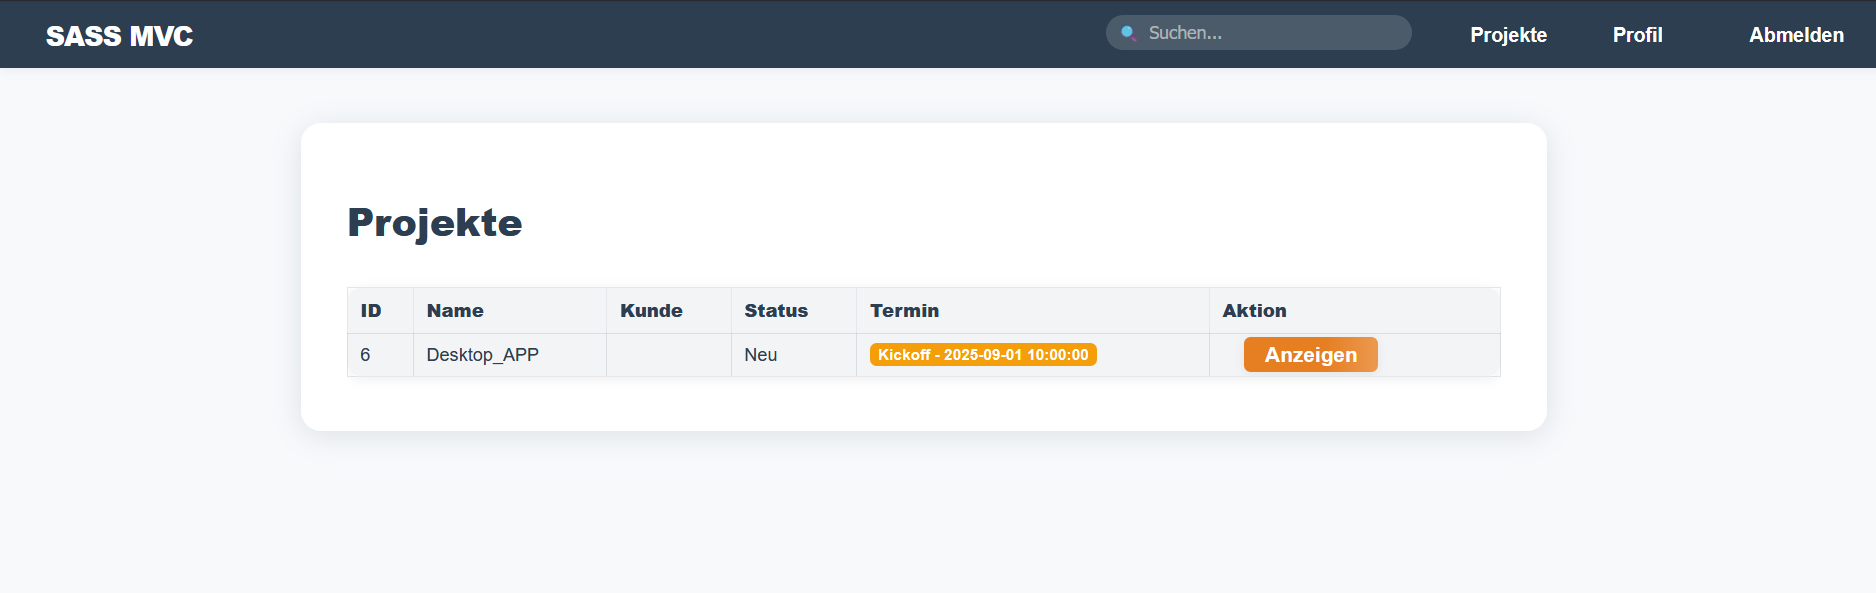 SASS MVC Suchen... Projekte Profil Abmelden
Projekte
ID Name Kunde Status Termin Aktion
6 Desktop_APP Neu Kickoff - 2025-09-01 10:00:00 Anzeigen